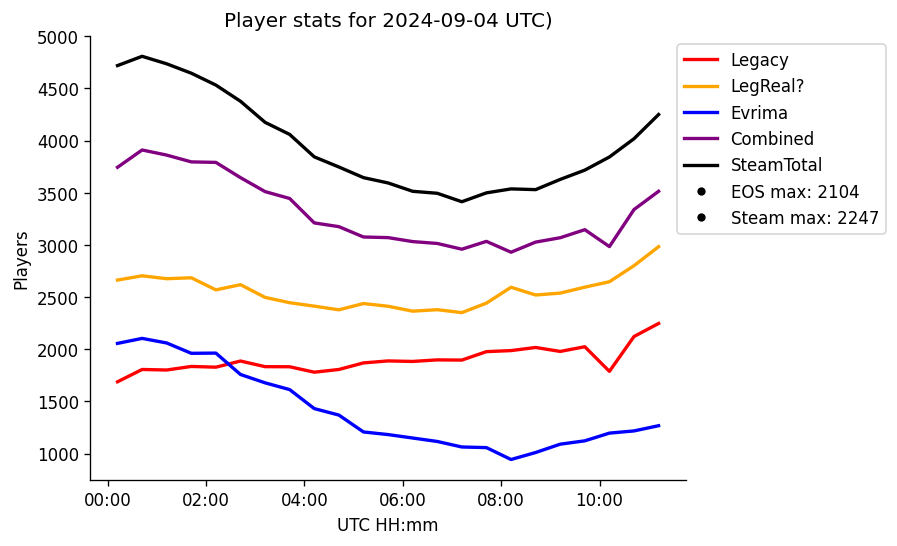 Player stats for 2024-09-04 UTC)
5000
4500
4000
3500
3000
2500
2000
1500
1000
Players
00:00 02:00 04:00 06:00 08:00 10:00
UTC HH:mm
Legacy
LegReal?
Evrima
Combined
SteamTotal
EOS max: 2104
Steam max: 2247